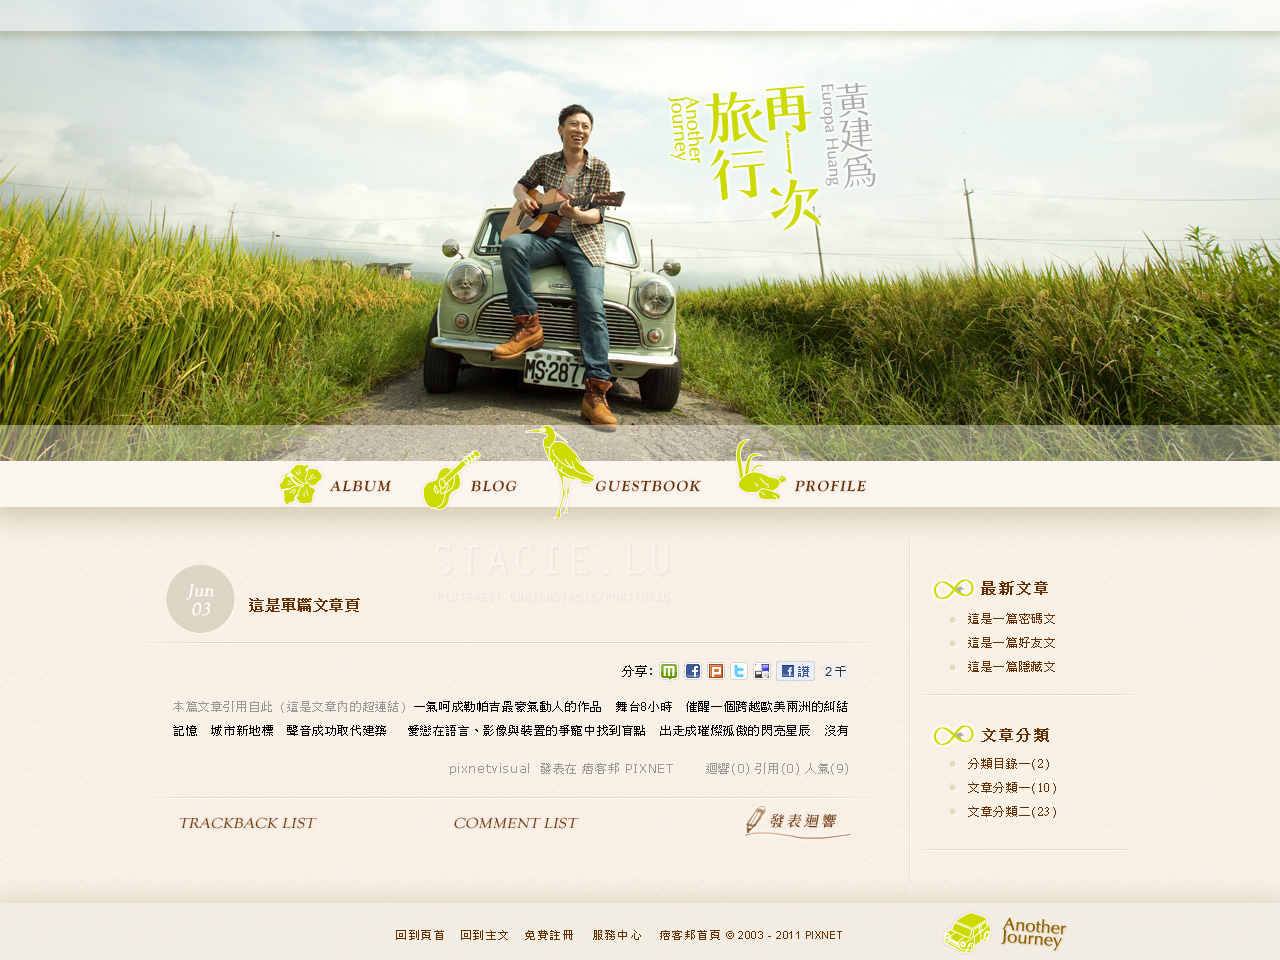 黃建為
Europa Huang
再一次
旅行
Another
Journey
MS-2877
ALBUM
BLOG
GUESTBOOK
PROFILE
STACIE.LU
PINTEREST.COM/LUSTACIE/PORTFOLIO
Jun
03
這是單篇文章頁
分享:
讚
2千
本篇文章引用自此 (這是文章內的超連結) 一氣呵成勒帕吉最豪氣動人的作品 舞台8小時 催醒一個跨越歐美兩洲的糾結
記憶 城市新地標 聲音成功取代建築 愛戀在語言、影像與裝置的爭寵中找到盲點 出走成璀燦孤傲的閃亮星辰 沒有
pixnetvisual 發表在 痞客邦 PIXNET 迴響(0) 引用(0) 人氣(9)
TRACKBACK LIST
COMMENT LIST
發表迴響
最新文章
這是一篇密碼文
這是一篇好友文
這是一篇隱藏文
文章分類
分類目錄一(2)
文章分類一(10)
文章分類二(23)
回到頁首 回到主文 免費註冊 服務中心 痞客邦首頁 © 2003 - 2011 PIXNET
Another
Journey